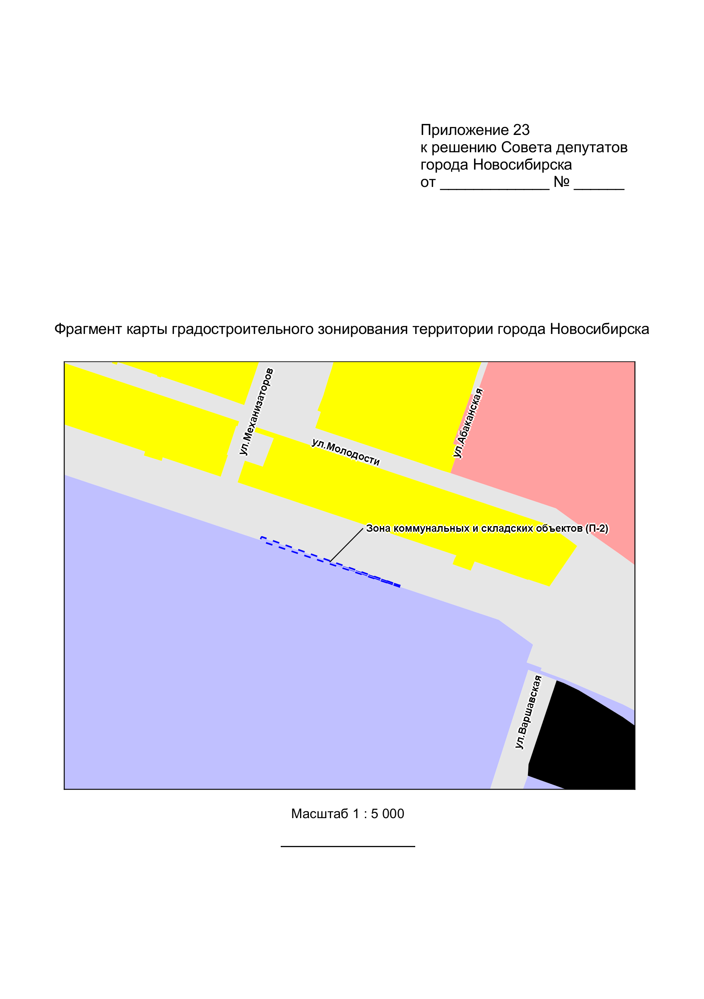 Приложение 23
к решению Совета депутатов
города Новосибирска
от _____________ № ______
Фрагмент карты градостроительного зонирования территории города Новосибирска
ул.Механизаторов
ул.Абаканская
ул.Молодости
Зона коммунальных и складских объектов (П-2)
ул.Варшавская
Масштаб 1 : 5 000